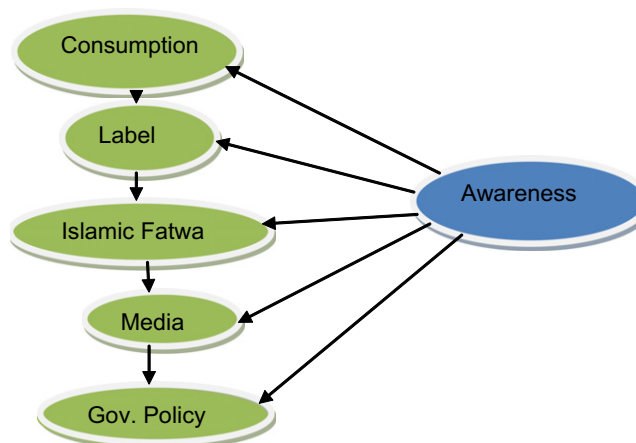 Consumption
Label
Awareness
Islamic Fatwa
Media
Gov. Policy